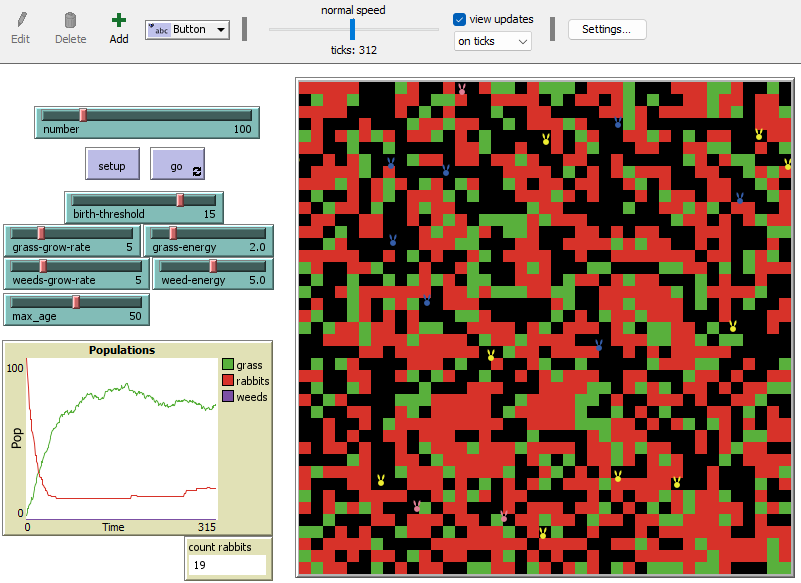 normal speed
view updates
Edit
Delete
Add
abc Button
on ticks
Settings...
ticks: 312
number 100
setup
go
birth-threshold 15
grass-grow-rate 5
grass-energy 2.0
weeds-grow-rate 5
weed-energy 5.0
max_age 50
Populations
100
grass
rabbits
weeds
Pop
0
0
Time
315
count rabbits
19